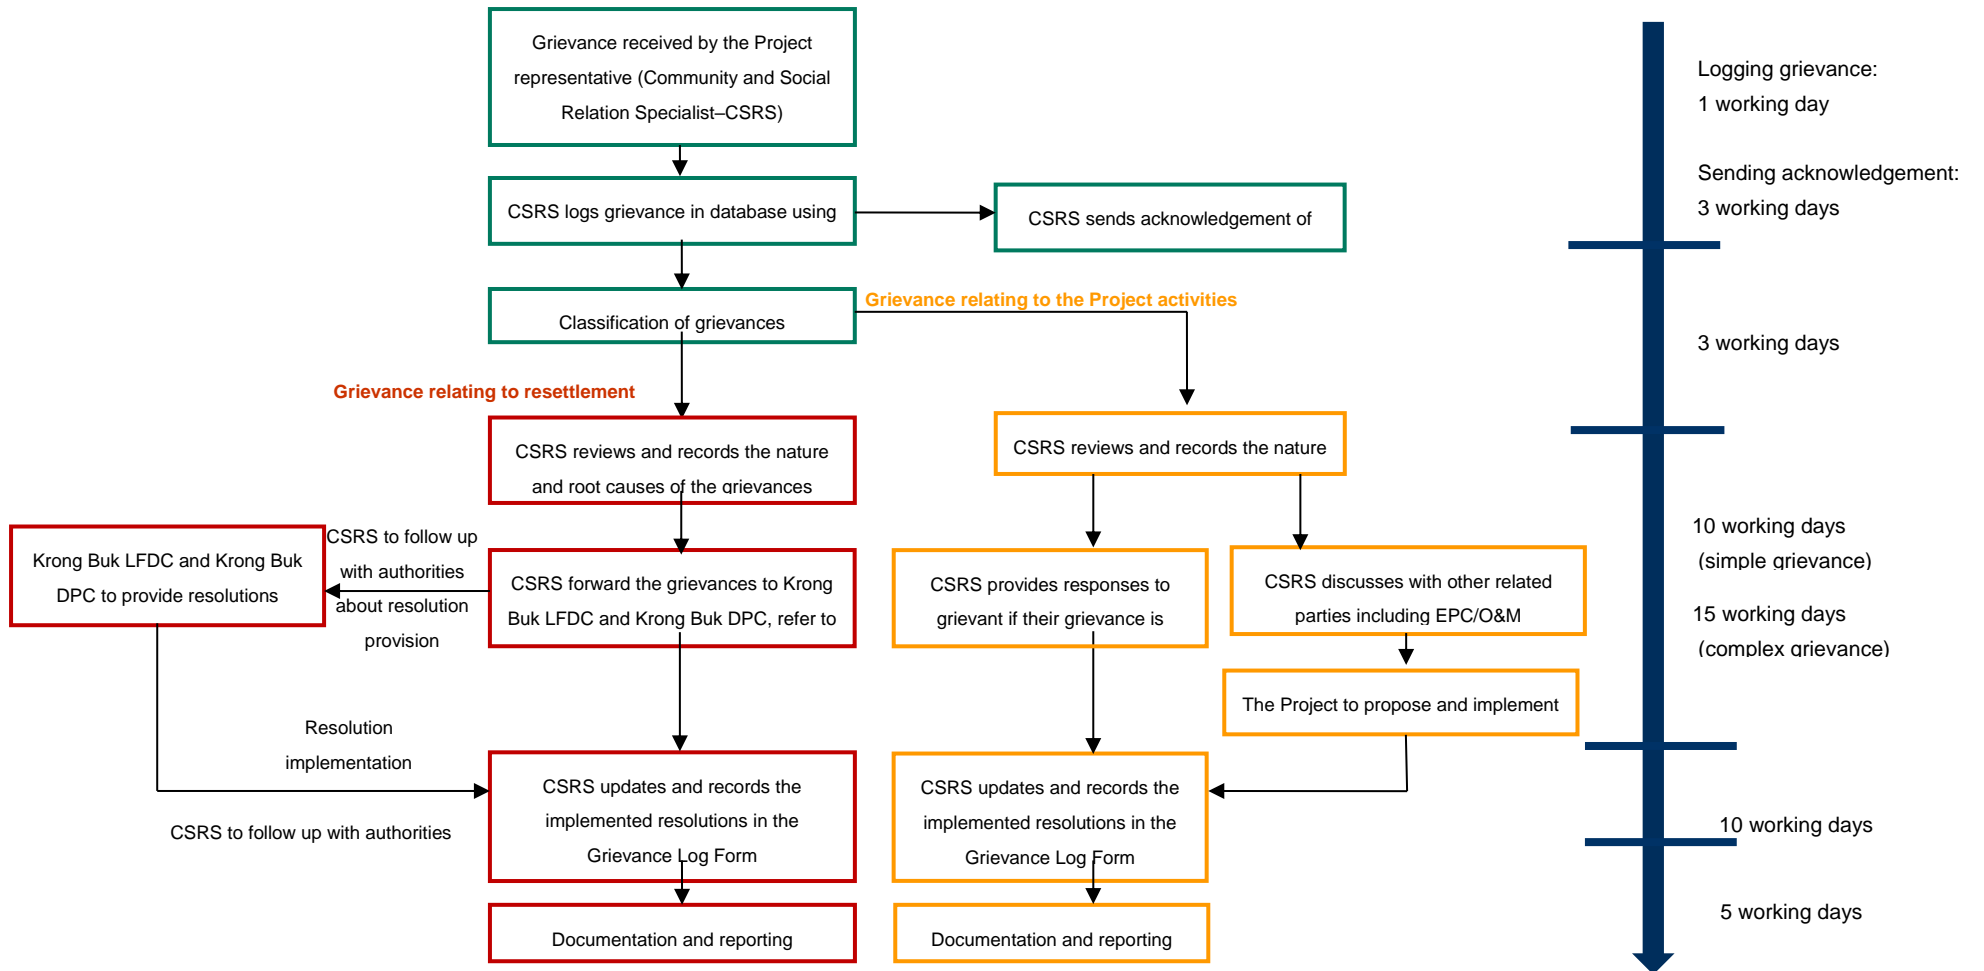 Grievance received by the Project
representative (Community and Social
Relation Specialist–CSRS)
Logging grievance:
1 working day
Sending acknowledgement:
3 working days
CSRS logs grievance in database using
CSRS sends acknowledgement of
Grievance relating to the Project activities
Classification of grievances
3 working days
Grievance relating to resettlement
CSRS reviews and records the nature
and root causes of the grievances
CSRS reviews and records the nature
Krong Buk LFDC and Krong Buk
DPC to provide resolutions
CSRS to follow up
with authorities
about resolution
provision
CSRS forward the grievances to Krong
Buk LFDC and Krong Buk DPC, refer to
CSRS provides responses to
grievant if their grievance is
CSRS discusses with other related
parties including EPC/O&M
10 working days
(simple grievance)
15 working days
(complex grievance)
The Project to propose and implement
Resolution
implementation
CSRS to follow up with authorities
CSRS updates and records the
implemented resolutions in the
Grievance Log Form
CSRS updates and records the
implemented resolutions in the
Grievance Log Form
10 working days
Documentation and reporting
Documentation and reporting
5 working days